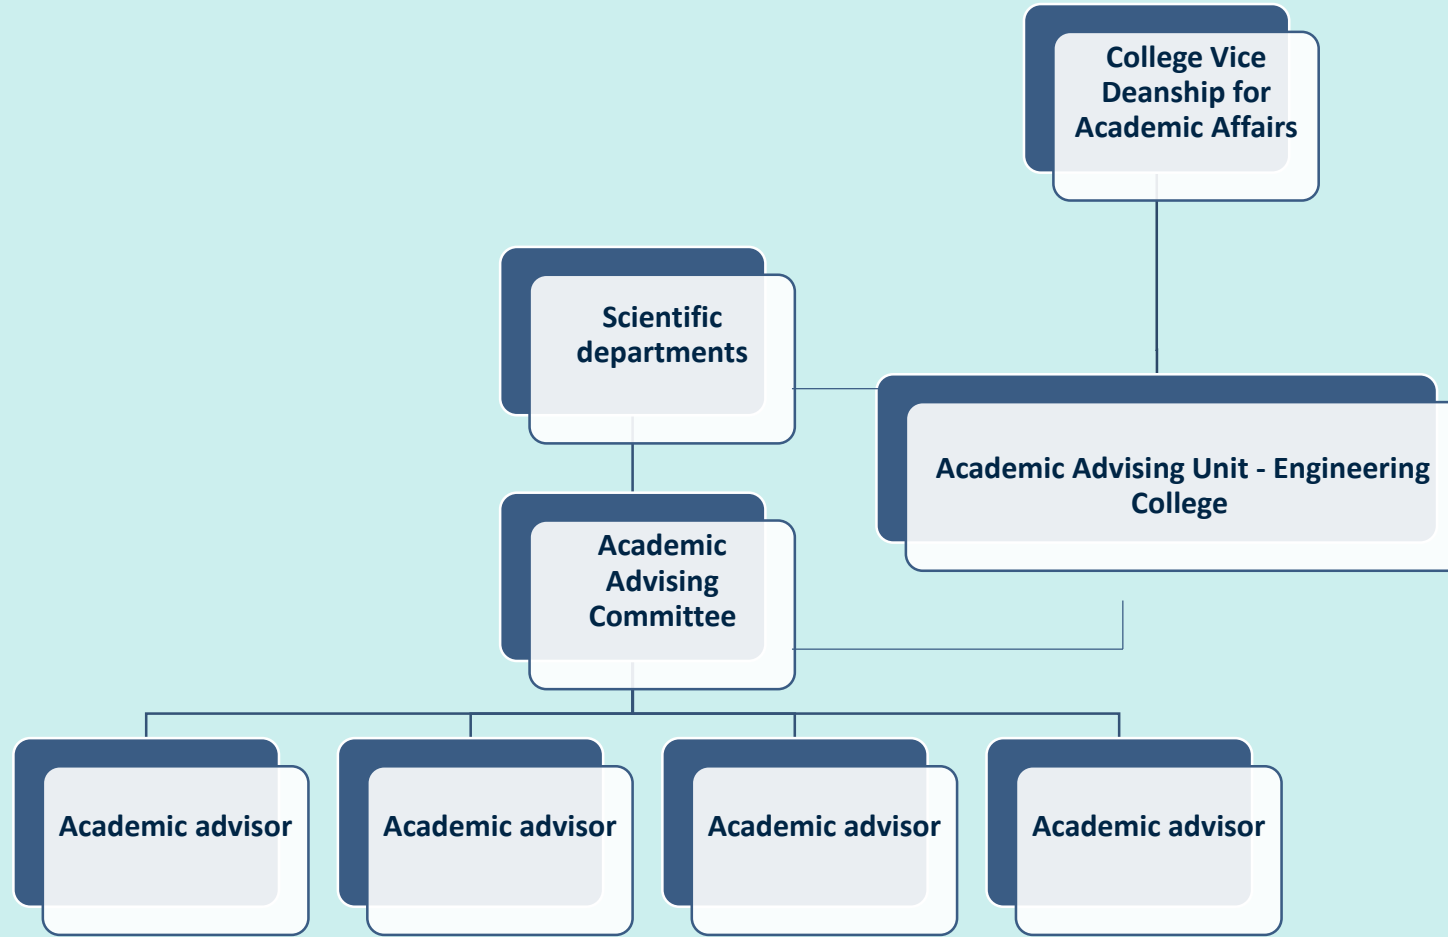 College Vice
Deanship for
Academic Affairs
Scientific
departments
Academic Advising Unit - Engineering
College
Academic
Advising
Committee
Academic advisor
Academic advisor
Academic advisor
Academic advisor